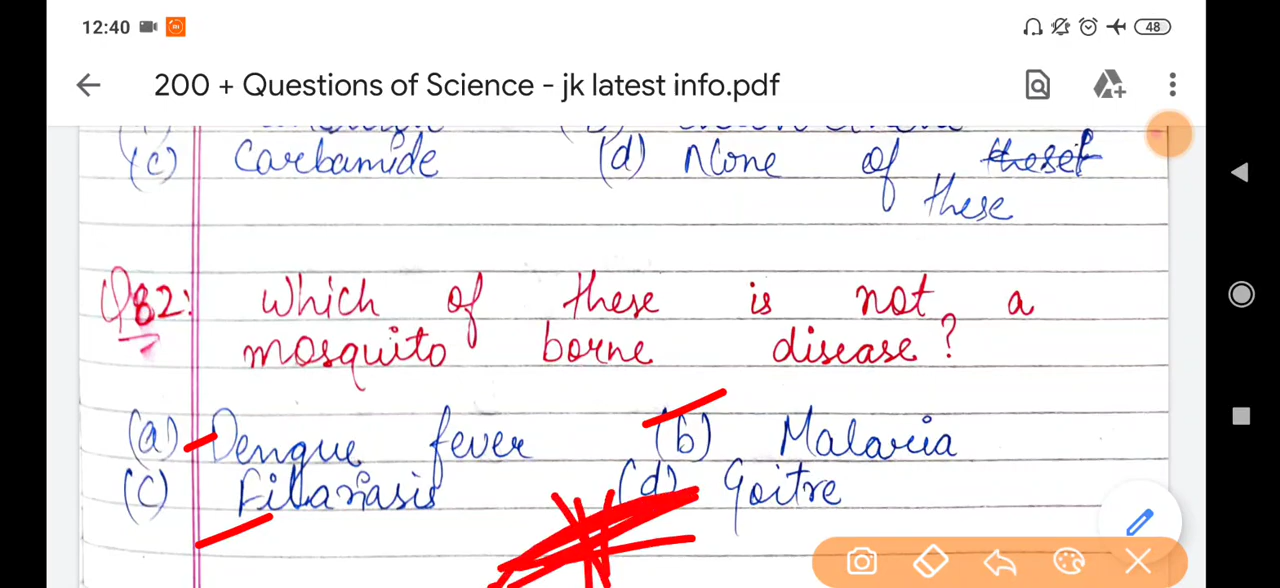 12:40 48
200 + Questions of Science - jk latest info.pdf
(c) Carbamide (d) None of
these
Q82: Which of these is not a
mosquito borne disease?
(a) Dengue fever (b) Malaria
(c) Filariasis (d) Goitre